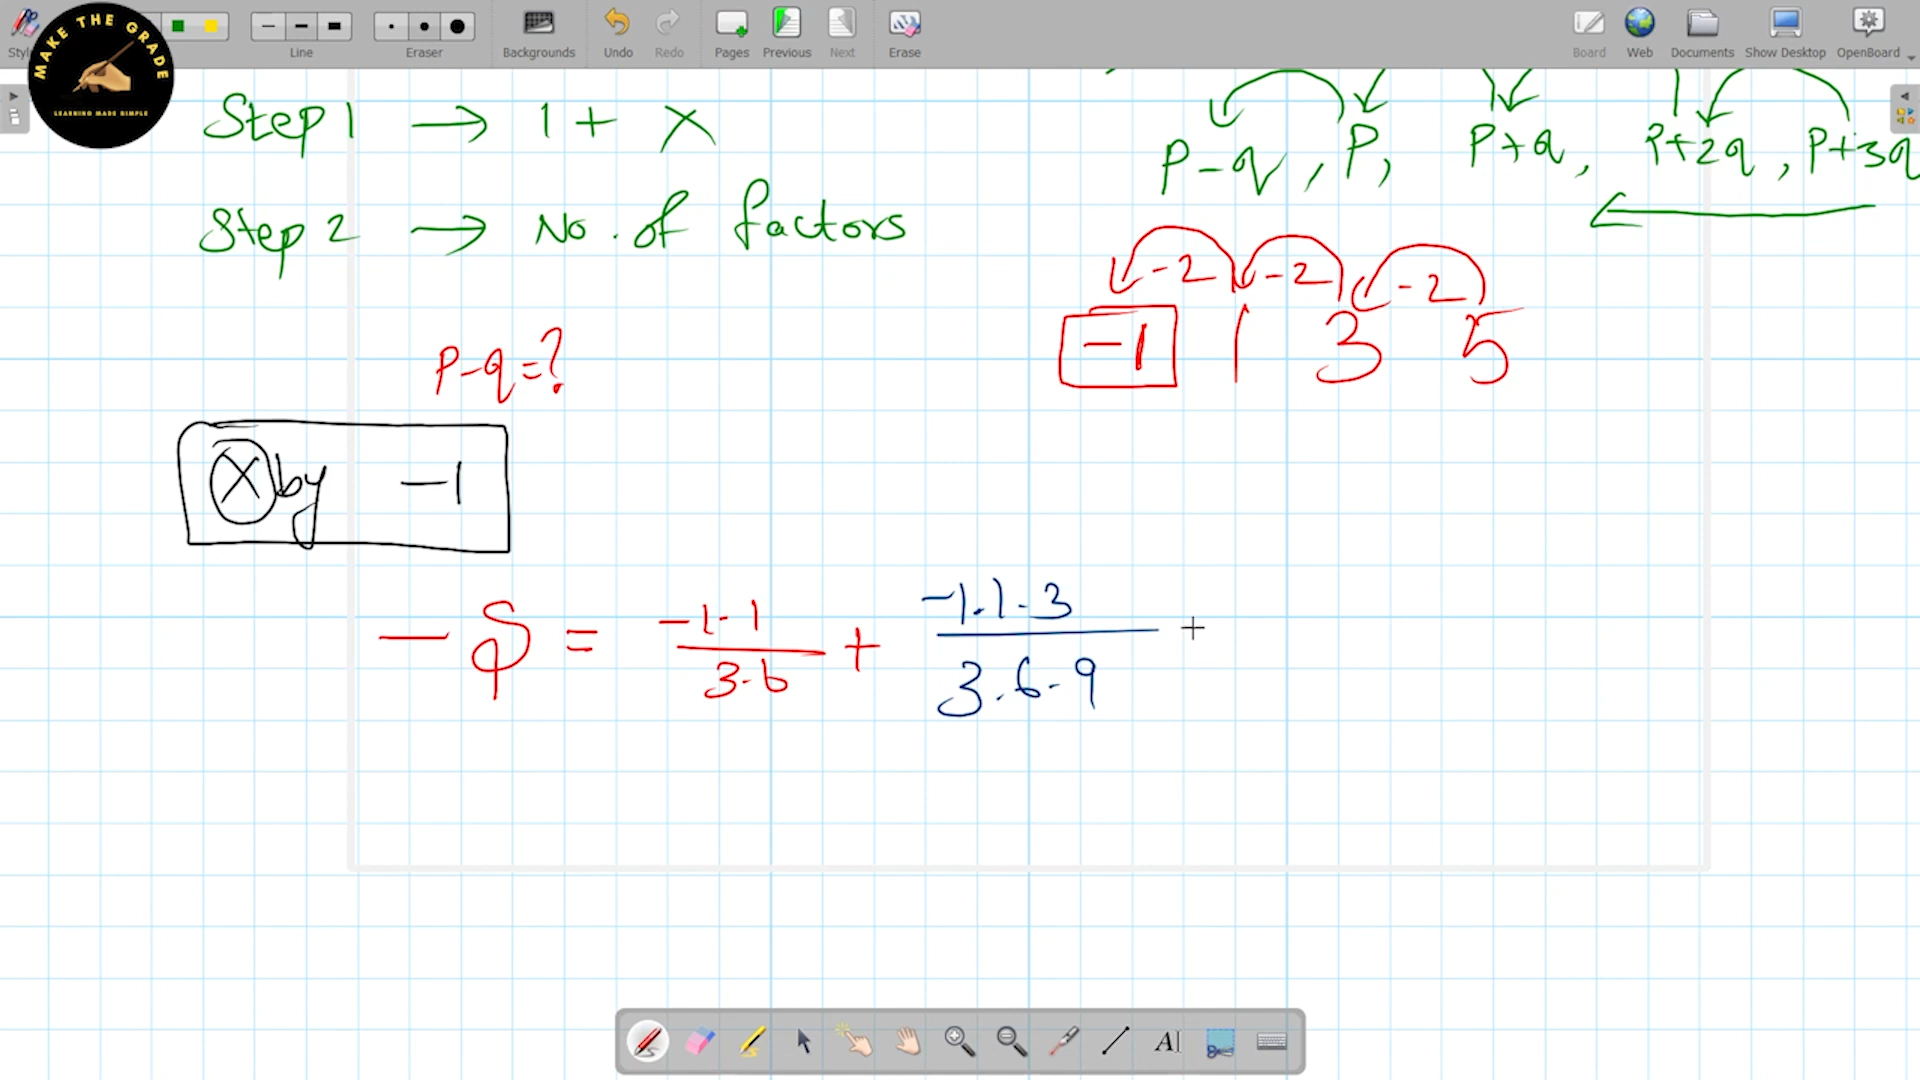 Style
Line
Eraser
Backgrounds
Undo
Redo
Pages
Previous
Next
Erase
Board
Web
Documents
Show Desktop
OpenBoard
MAKE THE GRADE
LEARNING MADE SIMPLE
Step 1 → 1 + x
P-q, P, P+q, P+2q, P+3q
Step 2 → No. of factors
-2 -2 -2
-1 1 3 5
P-q=?
X by -1
- S = -1·1/3·6 + -1·1·3/3·6·9